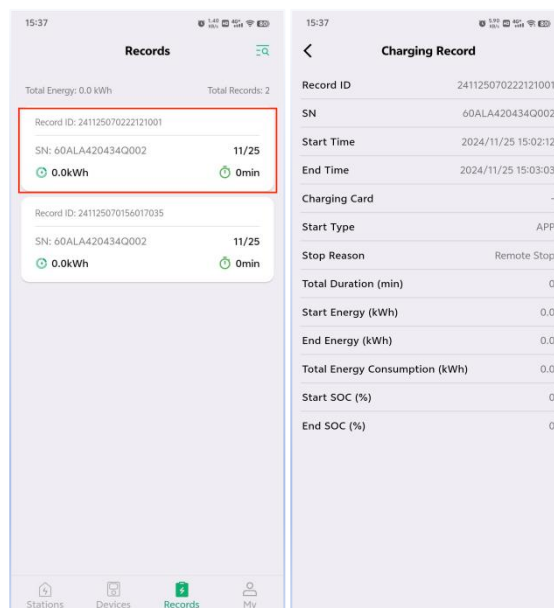 15:37
Records
Total Energy: 0.0 kWh Total Records: 2
Record ID: 241125070222121001
SN: 60ALA420434Q002 11/25
0.0kWh 0min
Record ID: 241125070156017035
SN: 60ALA420434Q002 11/25
0.0kWh 0min
Stations Devices Records My
15:37
Charging Record
Record ID 241125070222121001
SN 60ALA420434Q002
Start Time 2024/11/25 15:02:12
End Time 2024/11/25 15:03:03
Charging Card -
Start Type APP
Stop Reason Remote Stop
Total Duration (min) 0
Start Energy (kWh) 0.0
End Energy (kWh) 0.0
Total Energy Consumption (kWh) 0.0
Start SOC (%) 0
End SOC (%) 0